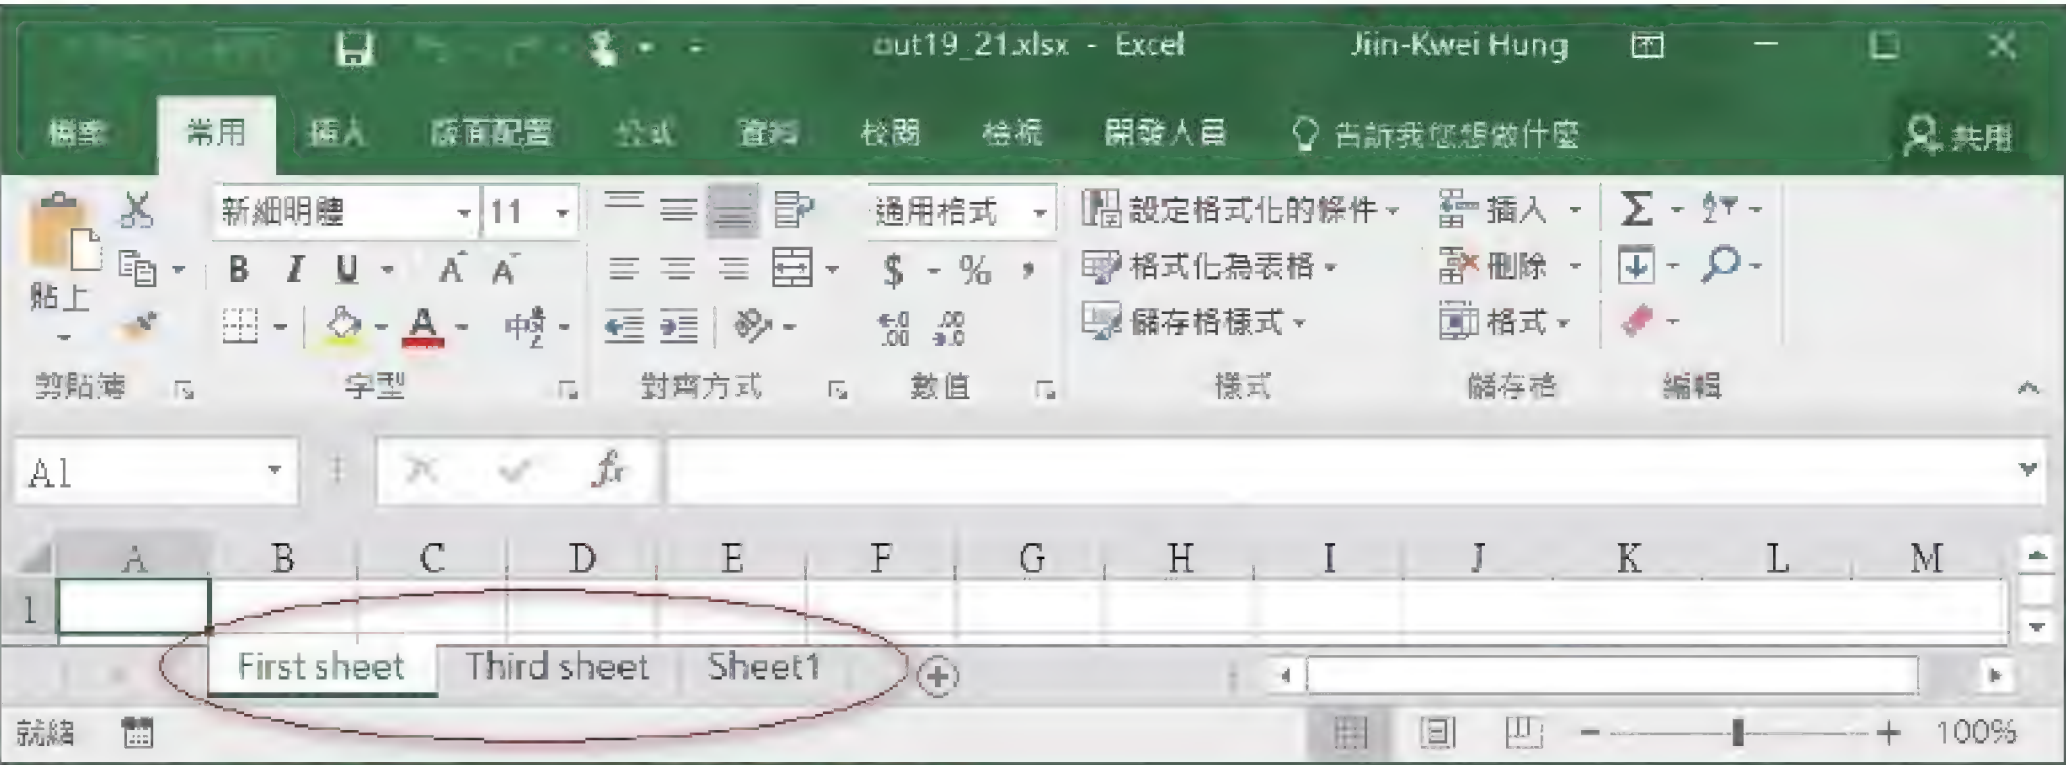 out19_21.xlsx - Excel Jiin-Kwei Hung
檔案 常用 插入 版面配置 公式 資料 校閱 檢視 開發人員 告訴我您想做什麼 共用
新細明體 11 通用格式 設定格式化的條件 插入 Σ
貼上 B I U A A $ % , 格式化為表格 刪除
A 中 .00 .0 儲存格樣式 格式
剪貼簿 字型 對齊方式 數值 樣式 儲存格 編輯
A1 fx
A B C D E F G H I J K L M
1
First sheet Third sheet Sheet1
就緒 100%